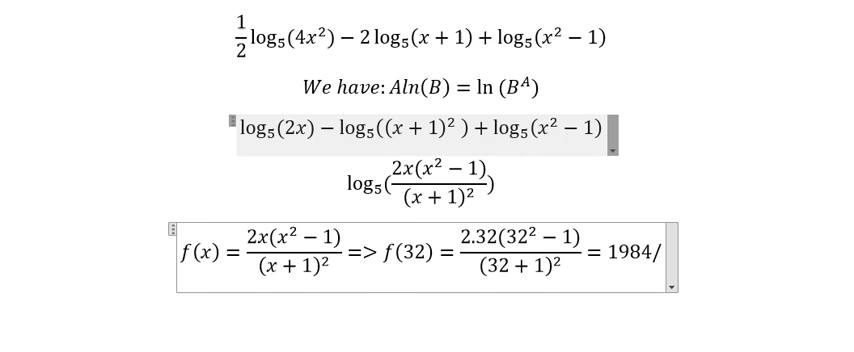 1/2 log₅(4x²) − 2 log₅(x + 1) + log₅(x² − 1)
We have: Aln(B) = ln (B^A)
log₅(2x) − log₅((x + 1)² ) + log₅(x² − 1)
log₅(2x(x² − 1)/(x + 1)²)
f(x) = 2x(x² − 1)/(x + 1)² => f(32) = 2.32(32² − 1)/(32 + 1)² = 1984/